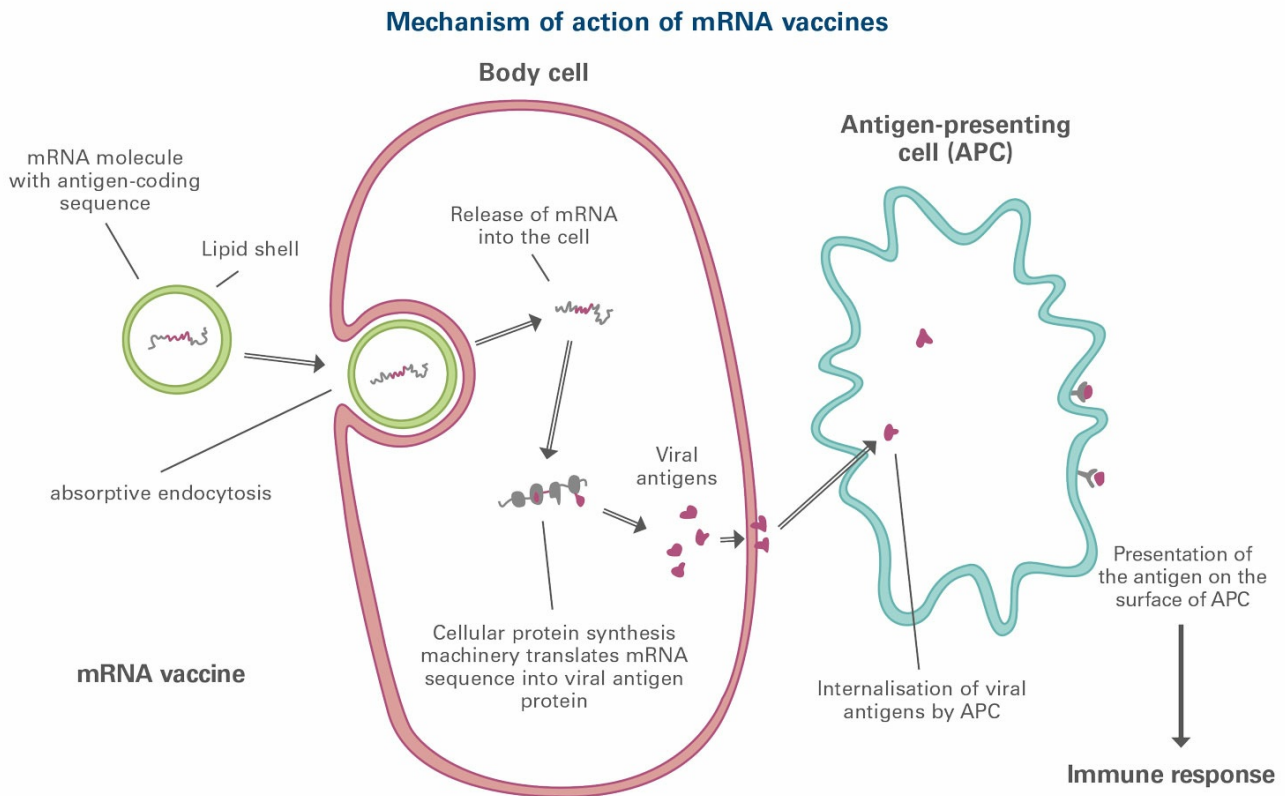 Mechanism of action of mRNA vaccines
Body cell
Antigen-presenting
cell (APC)
mRNA molecule
with antigen-coding
sequence
Lipid shell
Release of mRNA
into the cell
absorptive endocytosis
Viral
antigens
Cellular protein synthesis
machinery translates mRNA
sequence into viral antigen
protein
mRNA vaccine
Internalisation of viral
antigens by APC
Presentation of
the antigen on the
surface of APC
Immune response